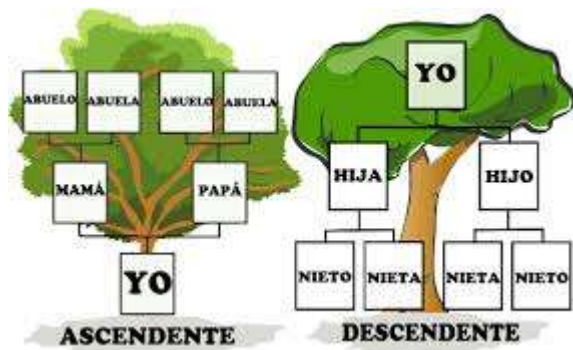 ABUELO ABUELA ABUELO ABUELA
MAMÁ PAPÁ
YO
ASCENDENTE
YO
HIJA HIJO
NIETO NIETA NIETA NIETO
DESCENDENTE